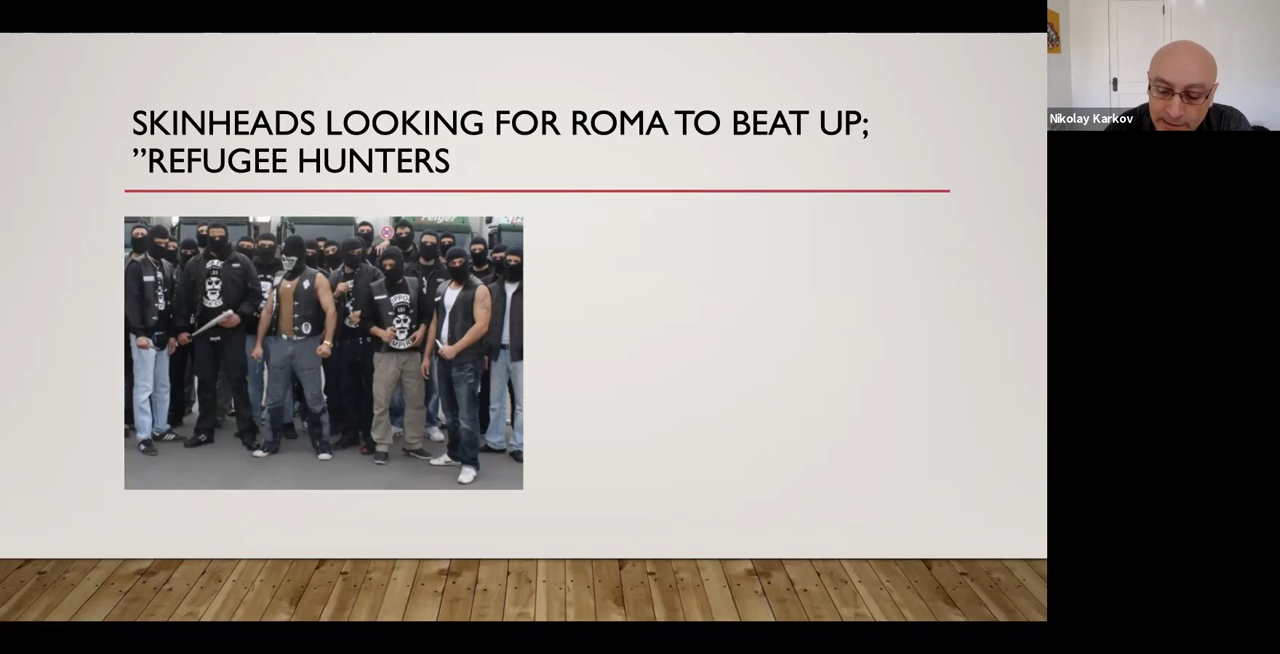 SKINHEADS LOOKING FOR ROMA TO BEAT UP;
”REFUGEE HUNTERS
Nikolay Karkov